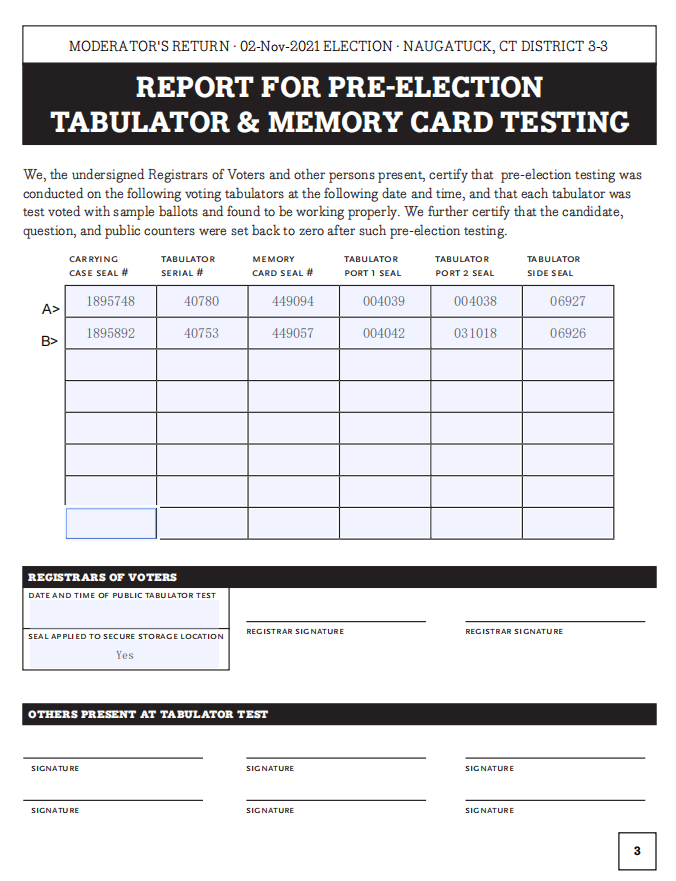 MODERATOR'S RETURN · 02-Nov-2021 ELECTION · NAUGATUCK, CT DISTRICT 3-3
REPORT FOR PRE-ELECTION
TABULATOR & MEMORY CARD TESTING
We, the undersigned Registrars of Voters and other persons present, certify that pre-election testing was
conducted on the following voting tabulators at the following date and time, and that each tabulator was
test voted with sample ballots and found to be working properly. We further certify that the candidate,
question, and public counters were set back to zero after such pre-election testing.
CARRYING CASE SEAL # TABULATOR SERIAL # MEMORY CARD SEAL # TABULATOR PORT 1 SEAL TABULATOR PORT 2 SEAL TABULATOR SIDE SEAL
A> 1895748 40780 449094 004039 004038 06927
B> 1895892 40753 449057 004042 031018 06926
REGISTRARS OF VOTERS
DATE AND TIME OF PUBLIC TABULATOR TEST
REGISTRAR SIGNATURE REGISTRAR SIGNATURE
SEAL APPLIED TO SECURE STORAGE LOCATION
Yes
OTHERS PRESENT AT TABULATOR TEST
SIGNATURE SIGNATURE SIGNATURE
SIGNATURE SIGNATURE SIGNATURE
3